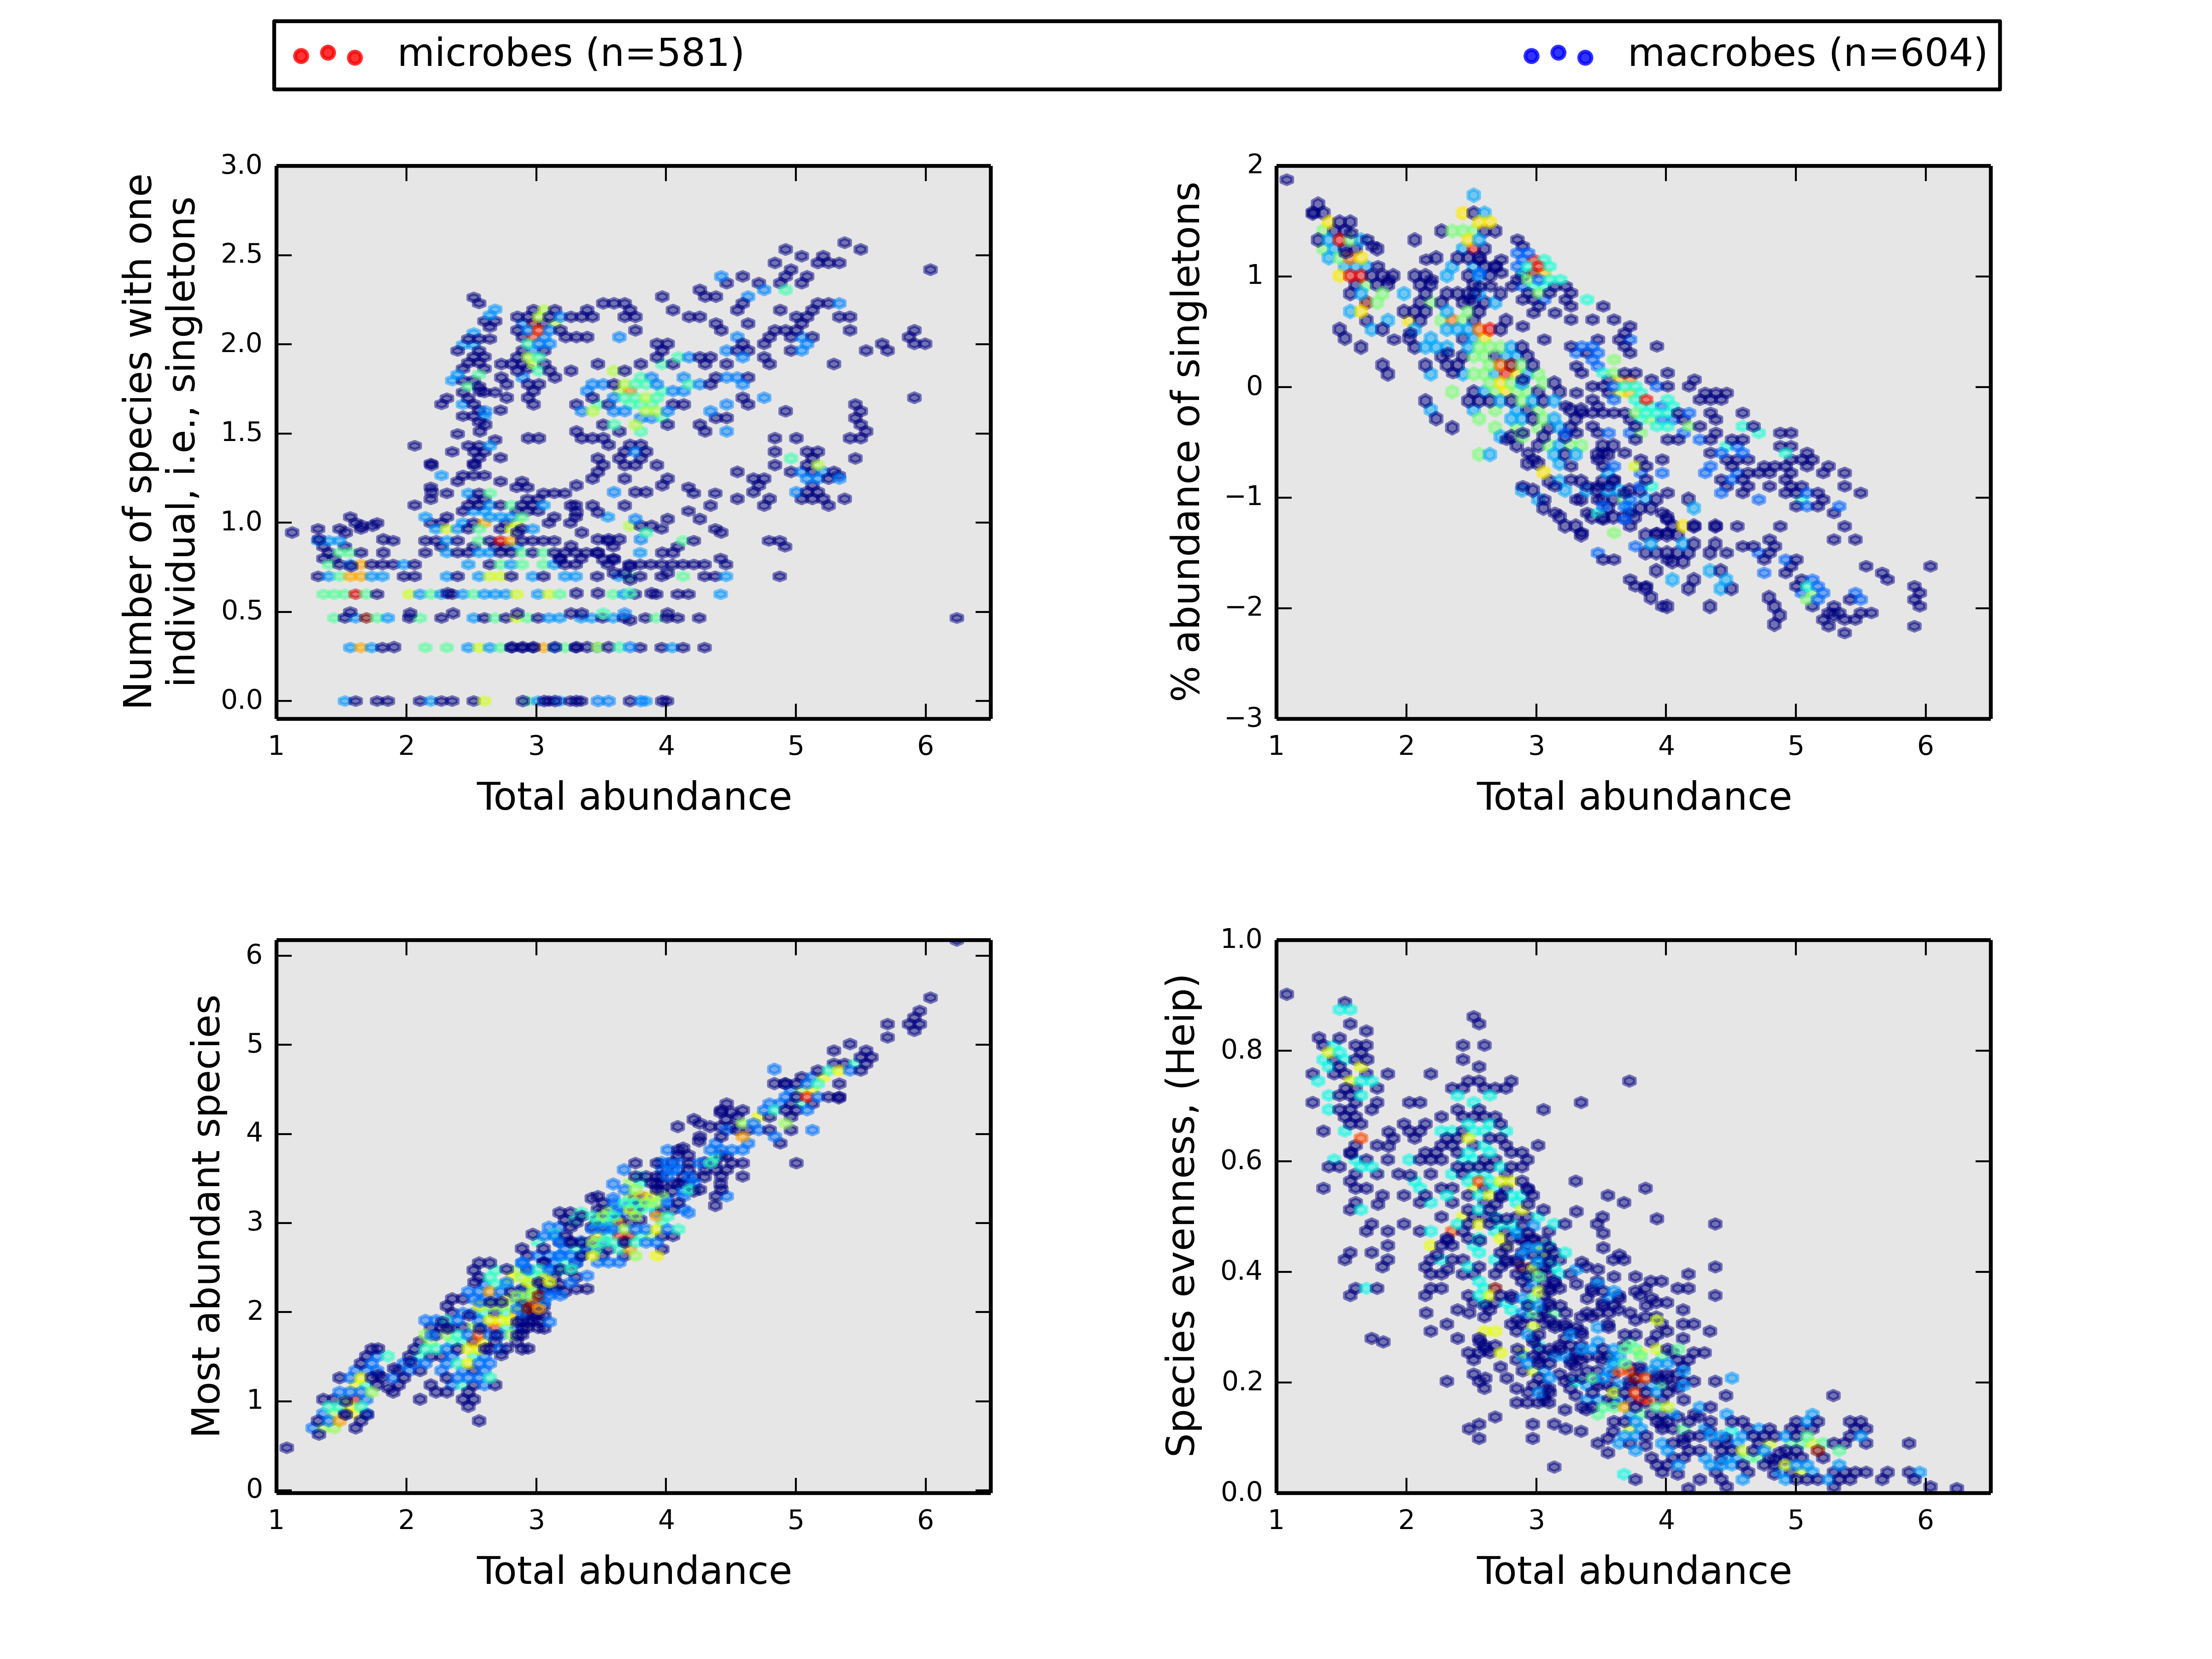 microbes (n=581)
macrobes (n=604)
Number of species with one
individual, i.e., singletons
3.0
2.5
2.0
1.5
1.0
0.5
0.0
1 2 3 4 5 6
Total abundance
% abundance of singletons
2
1
0
−1
−2
−3
1 2 3 4 5 6
Total abundance
Most abundant species
6
5
4
3
2
1
0
1 2 3 4 5 6
Total abundance
Species evenness, (Heip)
1.0
0.8
0.6
0.4
0.2
0.0
1 2 3 4 5 6
Total abundance